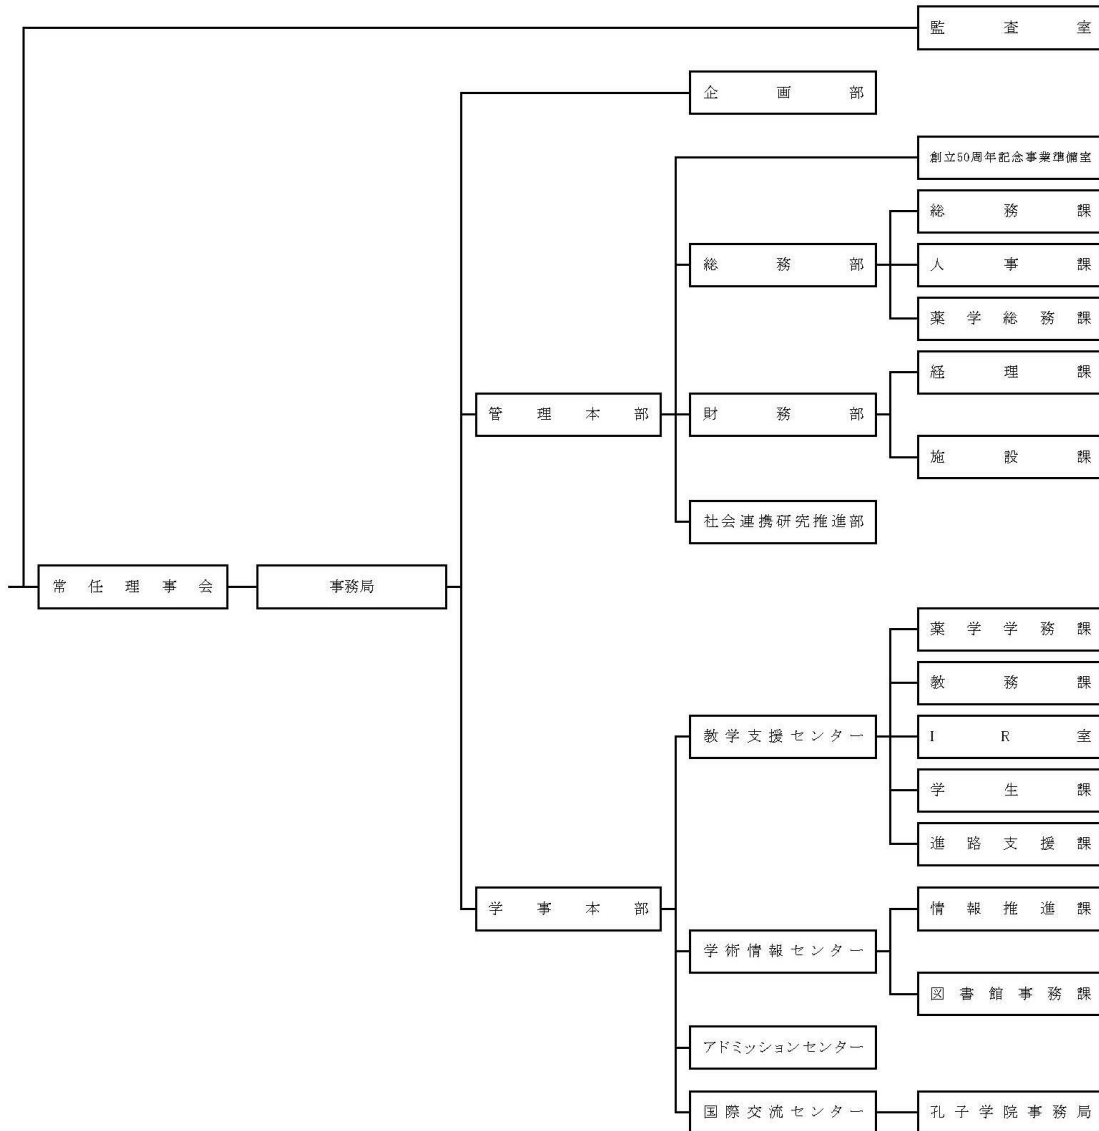 監査室
企画部
創立50周年記念事業準備室
総務課
総務部
人事課
薬学総務課
経理課
管理本部
財務部
施設課
社会連携研究推進部
常任理事会
事務局
薬学学務課
教務課
教学支援センター
IR室
学生課
進路支援課
学事本部
情報推進課
学術情報センター
図書館事務課
アドミッションセンター
国際交流センター
孔子学院事務局